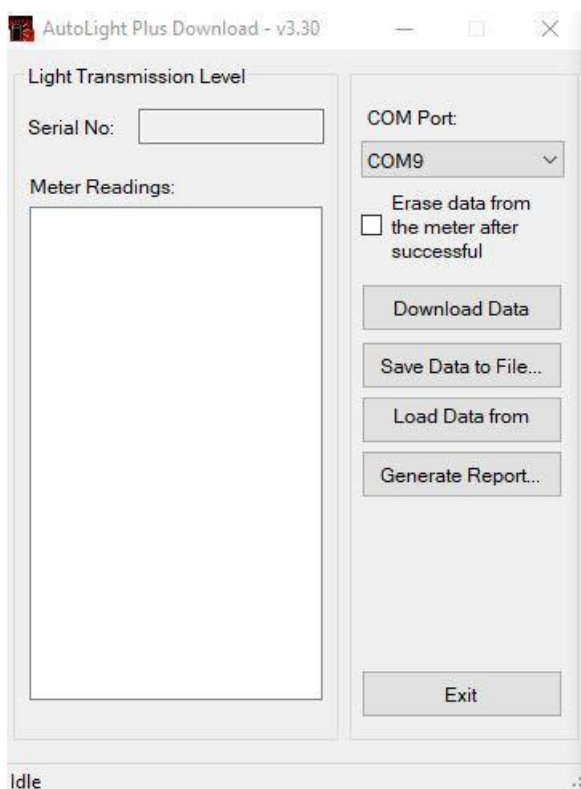 AutoLight Plus Download - v3.30
Light Transmission Level
Serial No:
Meter Readings:
COM Port:
COM9
Erase data from
the meter after
successful
Download Data
Save Data to File...
Load Data from
Generate Report...
Exit
Idle